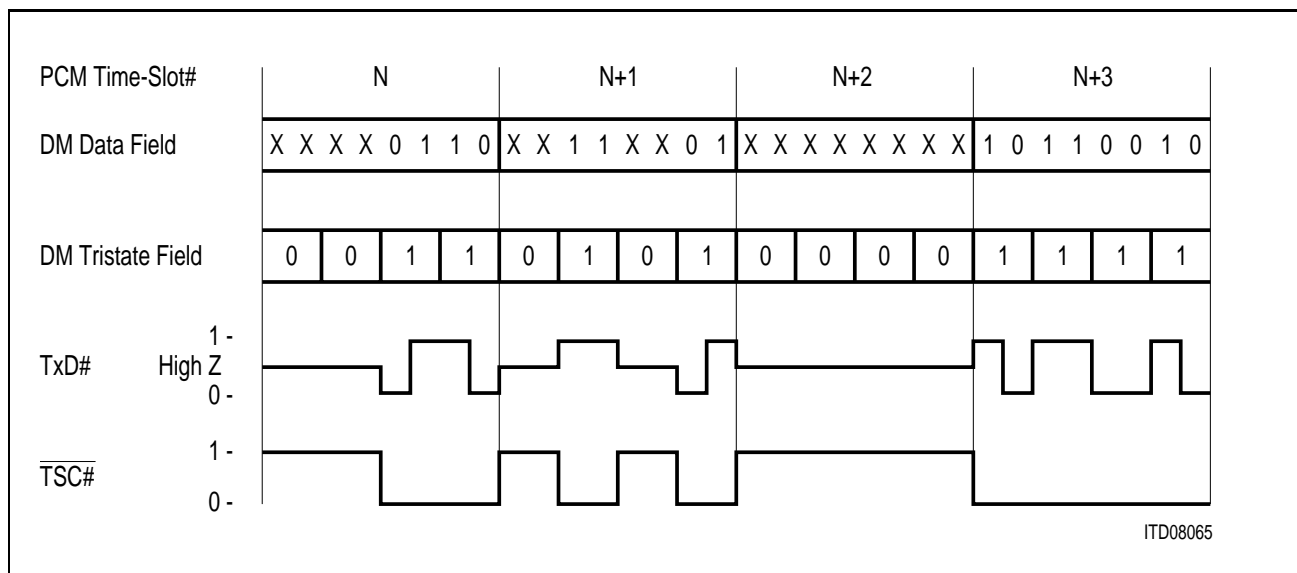 PCM Time-Slot# N N+1 N+2 N+3
DM Data Field X X X X 0 1 1 0 X X 1 1 X X 0 1 X X X X X X X X 1 0 1 1 0 0 1 0
DM Tristate Field 0 0 1 1 0 1 0 1 0 0 0 0 1 1 1 1
1 -
TxD# High Z
0 -
1 -
TSC#
0 -
ITD08065